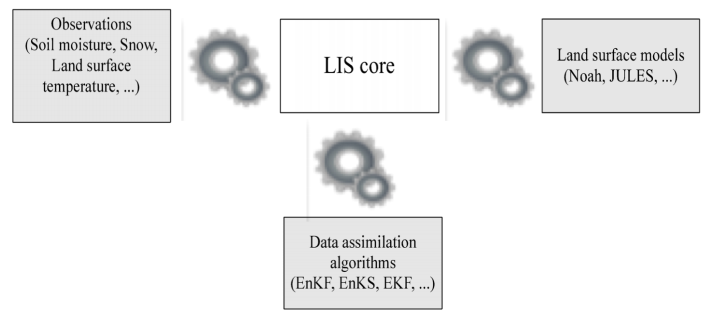 Observations
(Soil moisture, Snow,
Land surface
temperature, ...)
LIS core
Land surface models
(Noah, JULES, ...)
Data assimilation
algorithms
(EnKF, EnKS, EKF, ...)